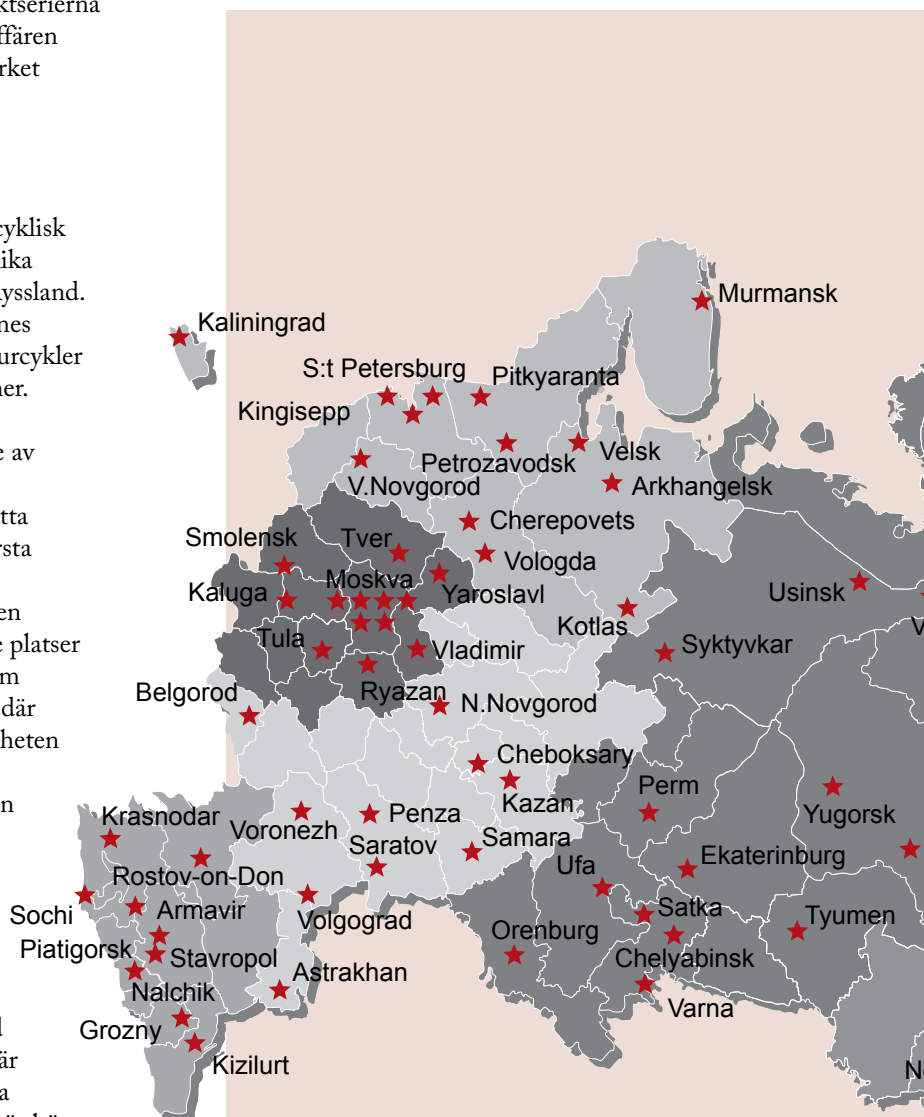 ktserierna
ffären
rket
cyklisk
ika
yssland.
nes
urcykler
ner.
e av
tta
rsta
en
e platser
m
där
heten
n
d
är
a
Murmansk
Kaliningrad
S:t Petersburg
Pitkyaranta
Kingisepp
Petrozavodsk
Velsk
V.Novgorod
Arkhangelsk
Cherepovets
Smolensk
Tver
Vologda
Moskva
Kaluga
Yaroslavl
Usinsk
V
Kotlas
Tula
Vladimir
Syktyvkar
Belgorod
Ryazan
N.Novgorod
Cheboksary
Perm
Kazan
Yugorsk
Krasnodar
Voronezh
Penza
Saratov
Samara
Ekaterinburg
Ufa
Rostov-on-Don
Sochi
Armavir
Volgograd
Satka
Tyumen
Piatigorsk
Stavropol
Orenburg
Chelyabinsk
Astrakhan
Nalchik
Varna
Grozny
Kizilurt
N